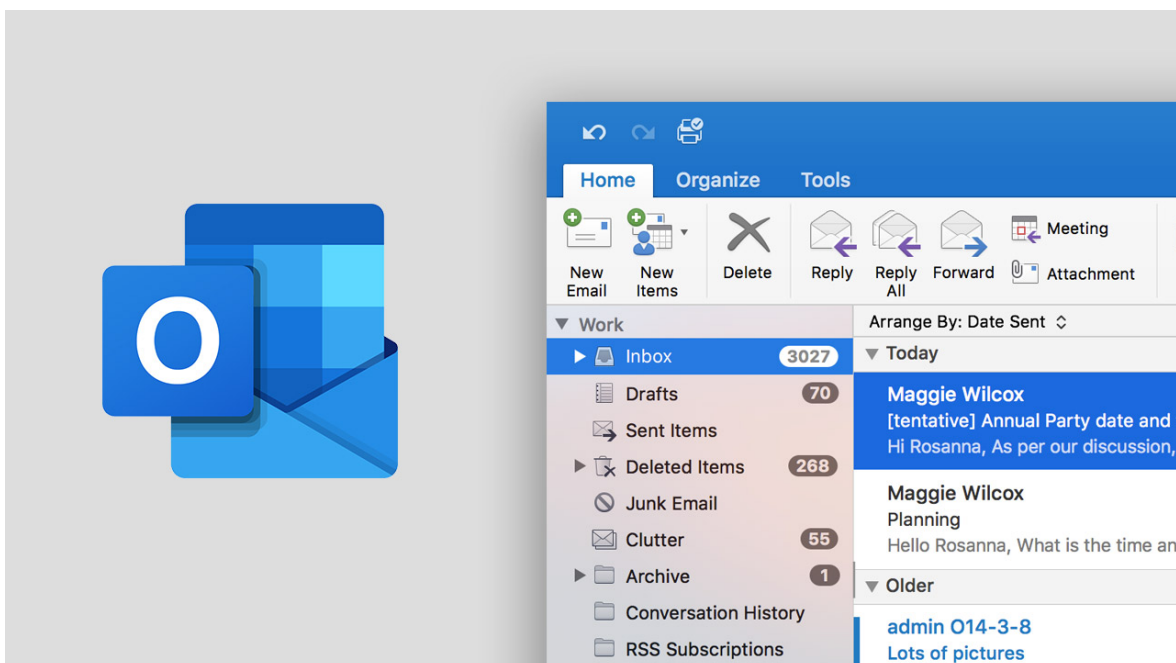 O
Home Organize Tools
New Email
New Items
Delete
Reply
Reply All
Forward
Meeting
Attachment
Work
Inbox 3027
Drafts 70
Sent Items
Deleted Items 268
Junk Email
Clutter 55
Archive 1
Conversation History
RSS Subscriptions
Arrange By: Date Sent
Today
Maggie Wilcox
[tentative] Annual Party date and
Hi Rosanna, As per our discussion,
Maggie Wilcox
Planning
Hello Rosanna, What is the time an
Older
admin O14-3-8
Lots of pictures